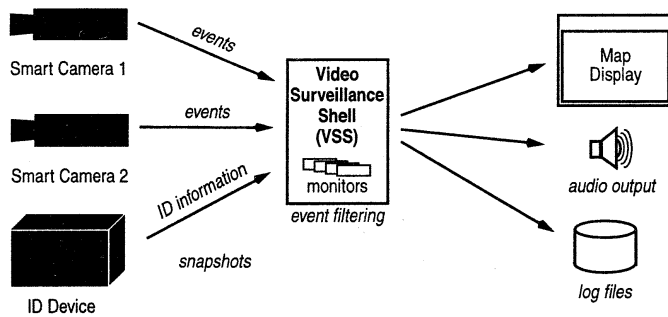 events
Smart Camera 1
events
Smart Camera 2
ID information
snapshots
ID Device
Video
Surveillance
Shell
(VSS)
monitors
event filtering
Map
Display
audio output
log files